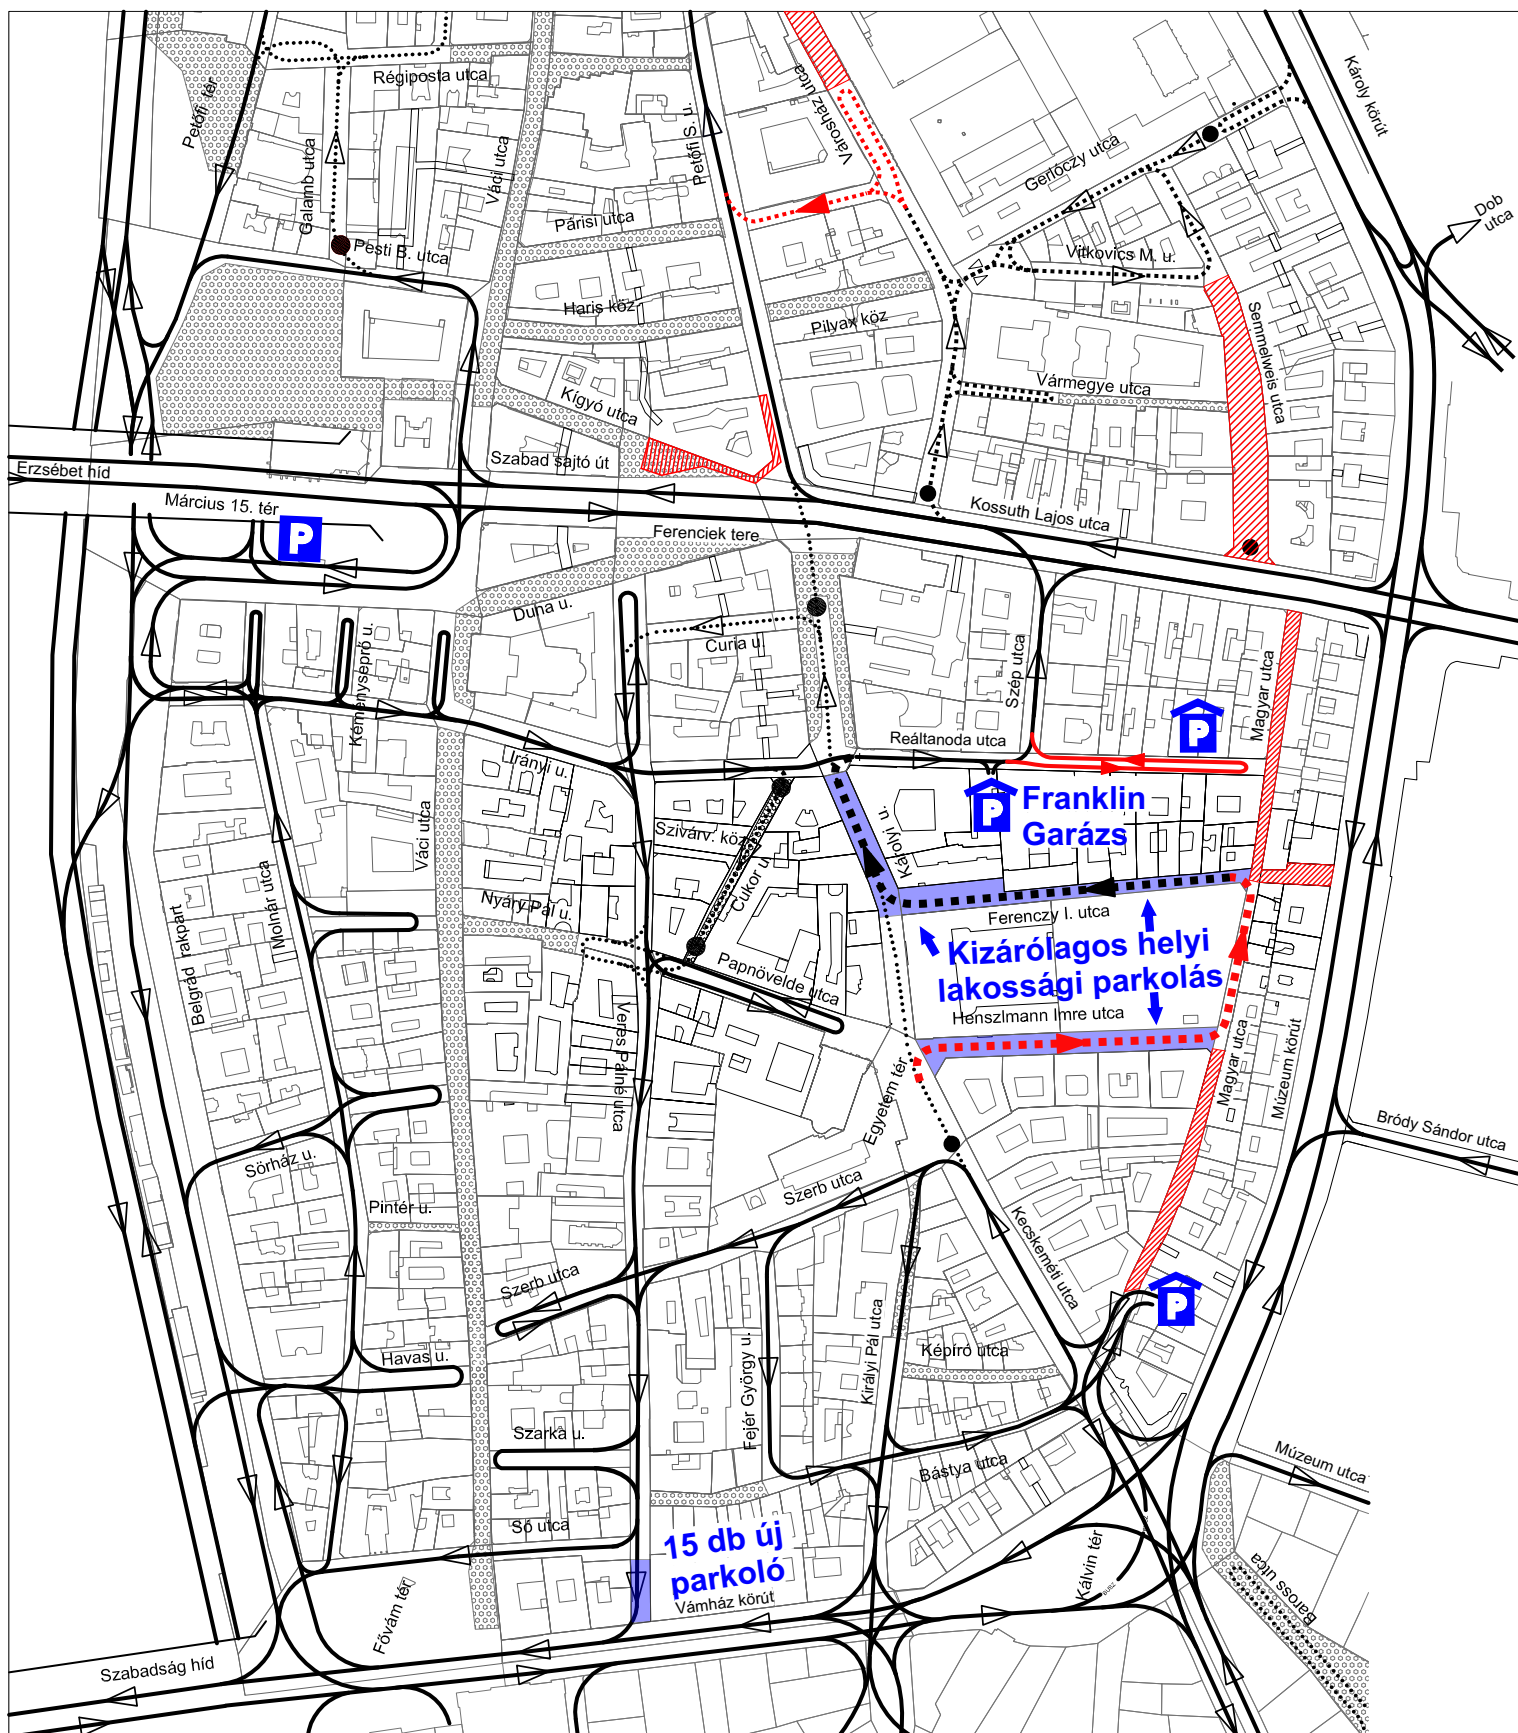 Régiposta utca
Petőfi tér
Galamb utca
Váci utca
Petőfi S. u.
Városház utca
Károly körút
Gerlóczy utca
Dob
utca
Párisi utca
Pesti B. utca
Vitkovics M. u.
Haris köz
Pilvax köz
Semmelweis utca
Vármegye utca
Kígyó utca
Szabad sajtó út
Erzsébet híd
Március 15. tér
P
Kossuth Lajos utca
Ferenciek tere
Duna u.
Curia u.
Kéményseprő u.
Szép utca
Magyar utca
P
Reáltanoda utca
Irányi u.
P
Franklin
Garázs
Váci utca
Szivárv. köz
Károlyi u.
Cukor u.
Nyáry Pál u.
Molnár utca
Belgrád rakpart
Ferenczy I. utca
Kizárólagos helyi
lakossági parkolás
Papnövelde utca
Henszlmann Imre utca
Veres Pálné utca
Egyetem tér
Magyar utca
Múzeum körút
Bródy Sándor utca
Sörház u.
Szerb utca
Pintér u.
Kecskeméti utca
Szerb utca
P
Havas u.
Fejér György u.
Királyi Pál utca
Képíró utca
Szarka u.
Bástya utca
Múzeum utca
Só utca
15 db új
parkoló
Vámház körút
Kálvin tér
BUSZ
Baross utca
Fővám tér
Szabadság híd